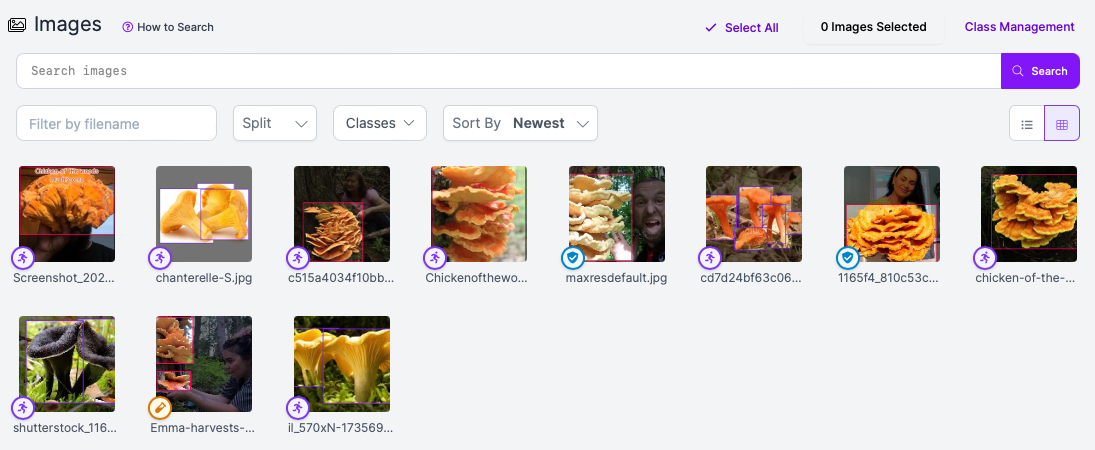 Images
How to Search
Select All
0 Images Selected
Class Management
Search images
Search
Filter by filename
Split
Classes
Sort By Newest
Chicken of the woods
Screenshot_202...
chanterelle-S.jpg
c515a4034f10bb...
Chickenofthewo...
maxresdefault.jpg
cd7d24bf63c06...
1165f4_810c53c...
chicken-of-the-...
shutterstock_116...
Emma-harvests-...
il_570xN-173569...